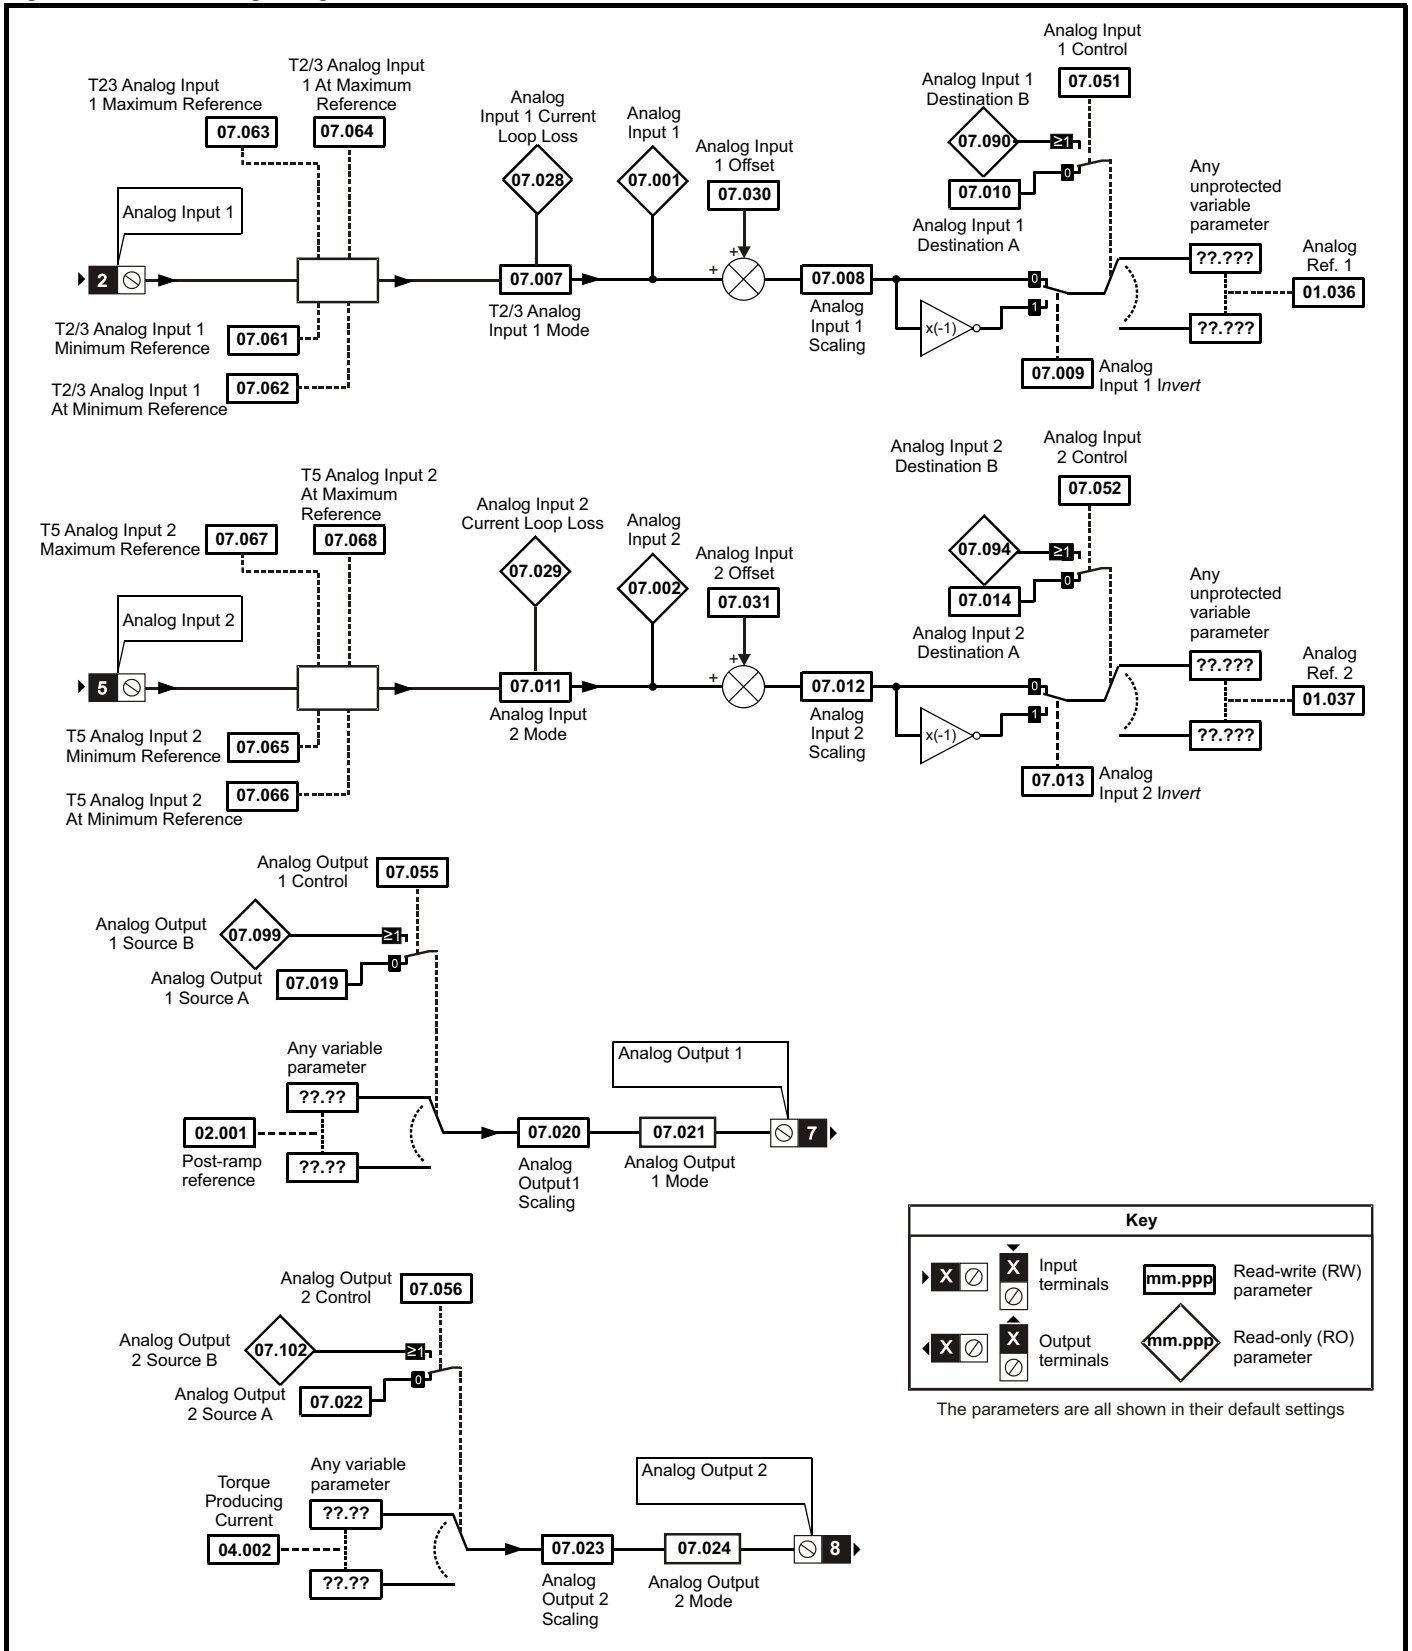 Analog Input
1 Control
07.051
T23 Analog Input
1 Maximum Reference
07.063
T2/3 Analog Input
1 At Maximum
Reference
07.064
Analog
Input 1 Current
Loop Loss
07.028
Analog
Input 1
07.001
Analog Input
1 Offset
07.030
Analog Input 1
Destination B
07.090
≥1
0
07.010
Analog Input 1
Destination A
Any
unprotected
variable
parameter
??.???
??.???
Analog
Ref. 1
01.036
Analog Input 1
2
07.007
T2/3 Analog
Input 1 Mode
+
+
07.008
Analog
Input 1
Scaling
x(-1)
0
1
07.009
Analog
Input 1 Invert
T2/3 Analog Input 1
Minimum Reference
07.061
T2/3 Analog Input 1
At Minimum Reference
07.062
Analog Input 2
Destination B
Analog Input
2 Control
07.052
T5 Analog Input 2
Maximum Reference
07.067
T5 Analog Input 2
At Maximum
Reference
07.068
Analog Input 2
Current Loop Loss
07.029
Analog
Input 2
07.002
Analog Input
2 Offset
07.031
07.094
≥1
0
07.014
Analog Input 2
Destination A
Any
unprotected
variable
parameter
??.???
??.???
Analog
Ref. 2
01.037
Analog Input 2
5
07.011
Analog Input
2 Mode
+
+
07.012
Analog
Input 2
Scaling
x(-1)
0
1
07.013
Analog
Input 2 Invert
T5 Analog Input 2
Minimum Reference
07.065
T5 Analog Input 2
At Minimum Reference
07.066
Analog Output
1 Control
07.055
Analog Output
1 Source B
07.099
≥1
0
Analog Output
1 Source A
07.019
Any variable
parameter
??.??
??.??
02.001
Post-ramp
reference
07.020
Analog
Output1
Scaling
07.021
Analog Output
1 Mode
Analog Output 1
7
Analog Output
2 Control
07.056
Analog Output
2 Source B
07.102
≥1
0
Analog Output
2 Source A
07.022
Any variable
parameter
??.??
??.??
Torque
Producing
Current
04.002
07.023
Analog
Output 2
Scaling
07.024
Analog Output
2 Mode
Analog Output 2
8
Key
X
X
Input
terminals
mm.ppp
Read-write (RW)
parameter
X
X
Output
terminals
mm.ppp
Read-only (RO)
parameter
The parameters are all shown in their default settings